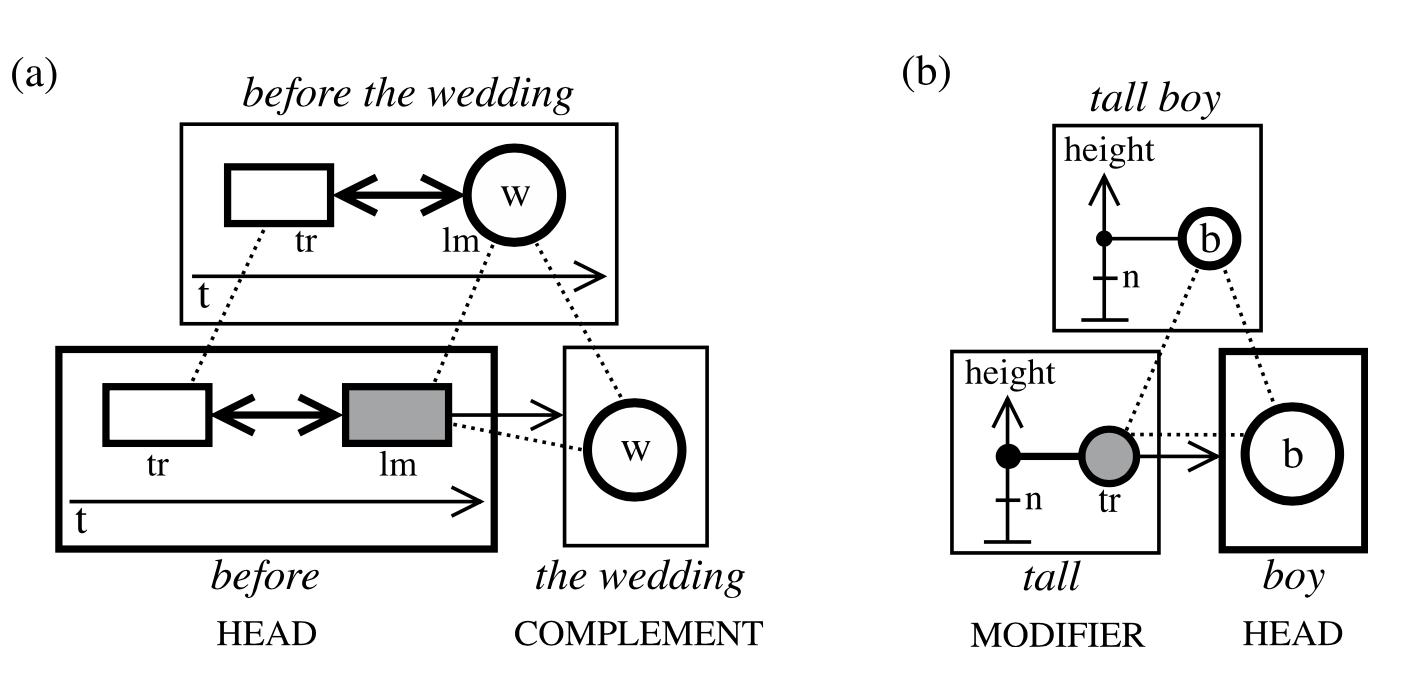 (a)
before the wedding
w
tr
lm
t
w
tr
lm
t
before
the wedding
HEAD
COMPLEMENT
(b)
tall boy
height
b
n
height
b
n
tr
tall
boy
MODIFIER
HEAD